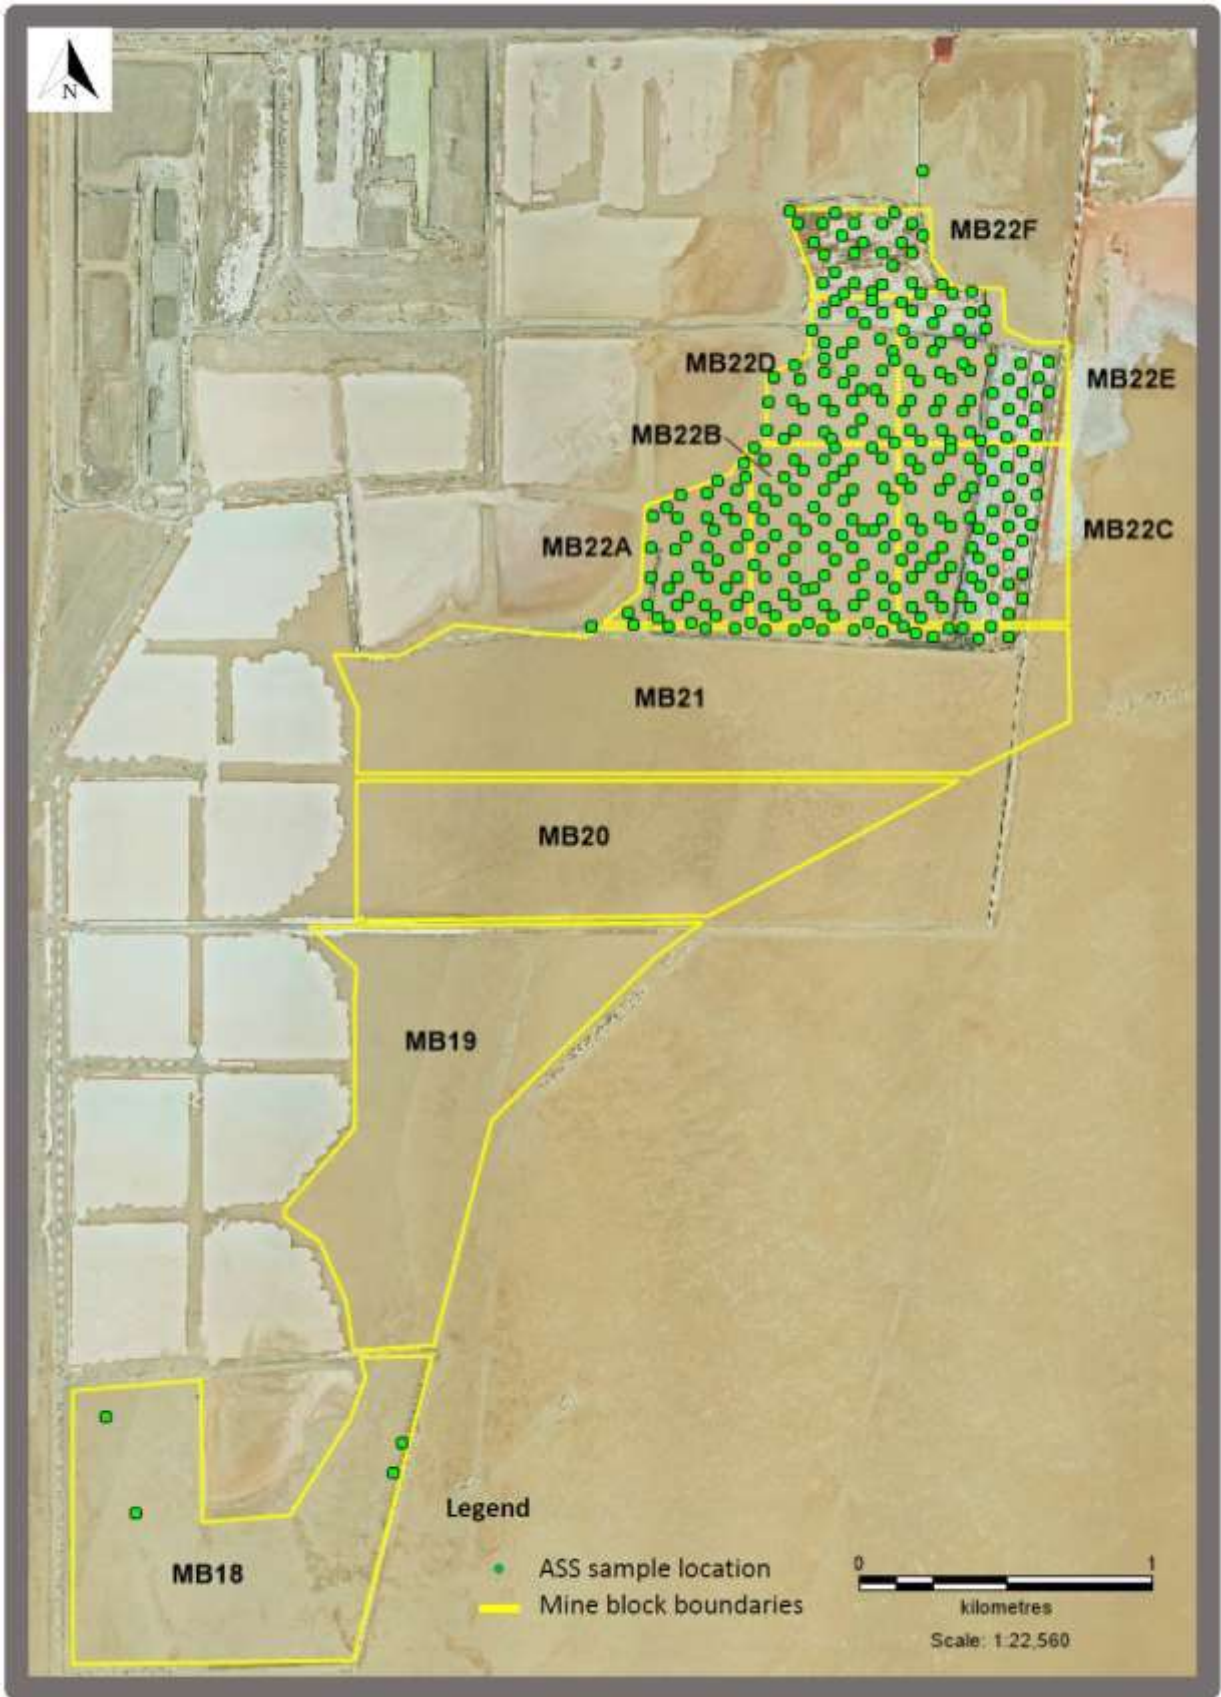 N
MB22F
MB22D
MB22E
MB22B
MB22A
MB22C
MB21
MB20
MB19
MB18
Legend
ASS sample location
Mine block boundaries
0 1
kilometres
Scale: 1:22,560